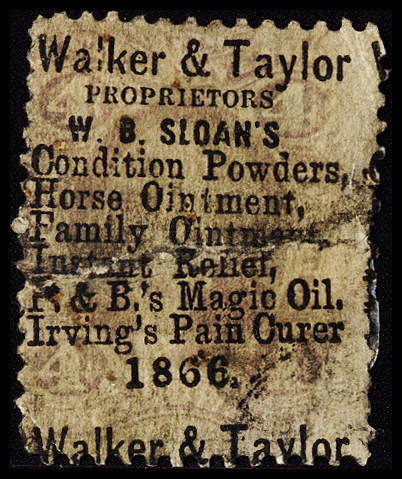 Walker & Taylor
PROPRIETORS
W. B. SLOAN'S
Condition Powders,
Horse Ointment,
Family Ointment,
Instant Relief,
P. & B.'s Magic Oil.
Irving's Pain Curer
1866.
Walker & Taylor